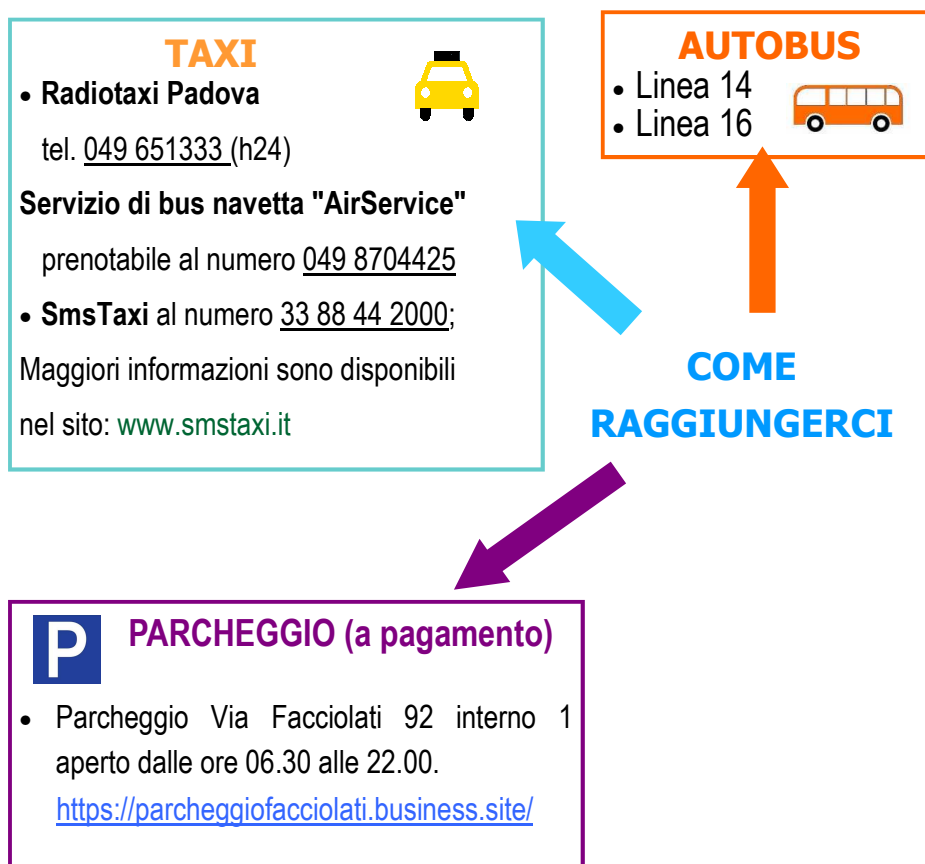 TAXI
• Radiotaxi Padova
tel. 049 651333 (h24)
Servizio di bus navetta "AirService"
prenotabile al numero 049 8704425
• SmsTaxi al numero 33 88 44 2000;
Maggiori informazioni sono disponibili
nel sito: www.smstaxi.it
AUTOBUS
• Linea 14
• Linea 16
COME
RAGGIUNGERCI
P
PARCHEGGIO (a pagamento)
• Parcheggio Via Facciolati 92 interno 1
aperto dalle ore 06.30 alle 22.00.
https://parcheggiofacciolati.business.site/